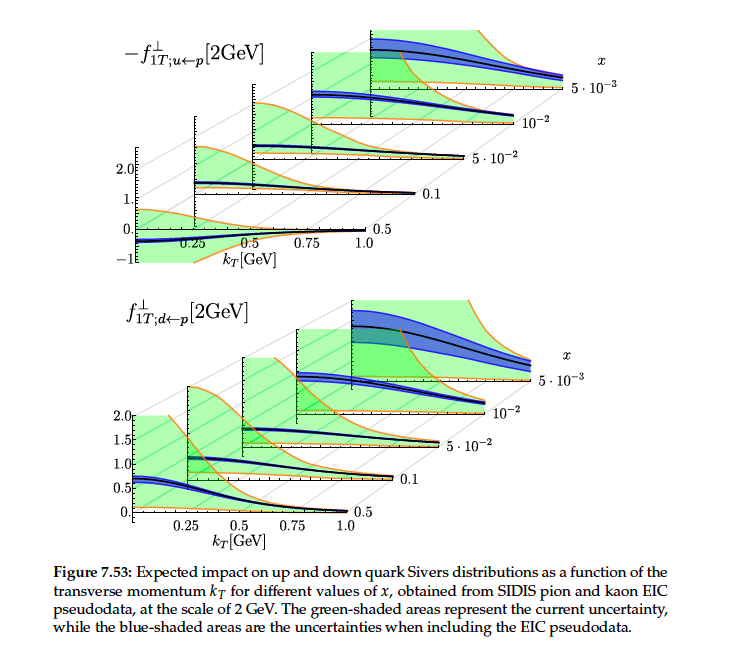 −f⊥1T;u←p[2GeV]
x
5 · 10−3
10−2
5 · 10−2
2.0
0.1
1.
0.
0.5
0.25 0.5 0.75 1.0
−1
kT[GeV]
f⊥1T;d←p[2GeV]
x
5 · 10−3
10−2
2.0
1.5
5 · 10−2
1.0
0.1
0.5
0.
0.5
0.25 0.5 0.75 1.0
kT[GeV]
Figure 7.53: Expected impact on up and down quark Sivers distributions as a function of the
transverse momentum kT for different values of x, obtained from SIDIS pion and kaon EIC
pseudodata, at the scale of 2 GeV. The green-shaded areas represent the current uncertainty,
while the blue-shaded areas are the uncertainties when including the EIC pseudodata.